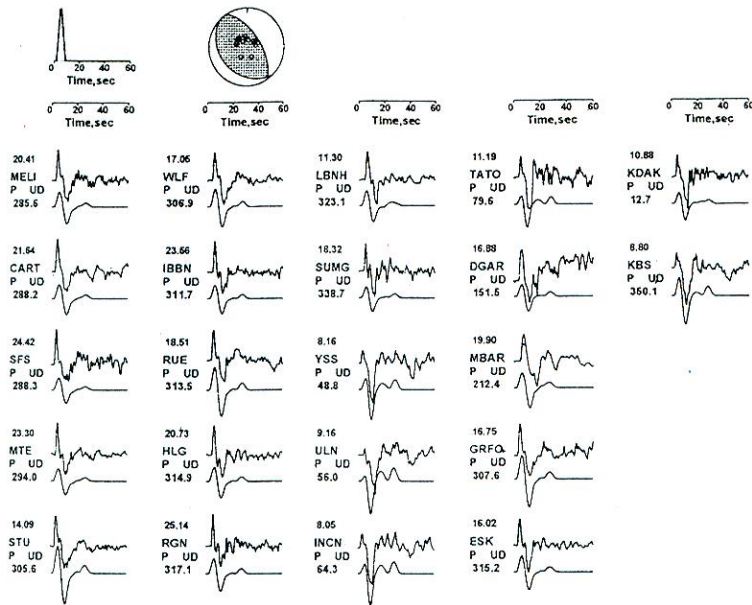 0 20 40 60
Time,sec
0 20 40 60
Time,sec
0 20 40 60
Time,sec
0 20 40 60
Time,sec
0 20 40 60
Time,sec
0 20 40 60
Time,sec
20.41
MELI
P UD
285.6
17.05
WLF
P UD
306.9
11.30
LBNH
P UD
323.1
11.19
TATO
P UD
79.6
10.88
KDAK
P UD
12.7
21.64
CART
P UD
288.2
23.66
IBBN
P UD
311.7
18.32
SUMG
P UD
338.7
16.88
DGAR
P UD
151.5
8.80
KBS
P UD
350.1
24.42
SFS
P UD
288.3
18.51
RUE
P UD
313.5
8.16
YSS
P UD
48.8
19.90
MBAR
P UD
212.4
23.30
MTE
P UD
294.0
20.73
HLG
P UD
314.9
9.16
ULN
P UD
56.0
16.75
GRFO
P UD
307.6
14.09
STU
P UD
305.6
25.14
RGN
P UD
317.1
8.05
INCN
P UD
64.3
16.02
ESK
P UD
315.2